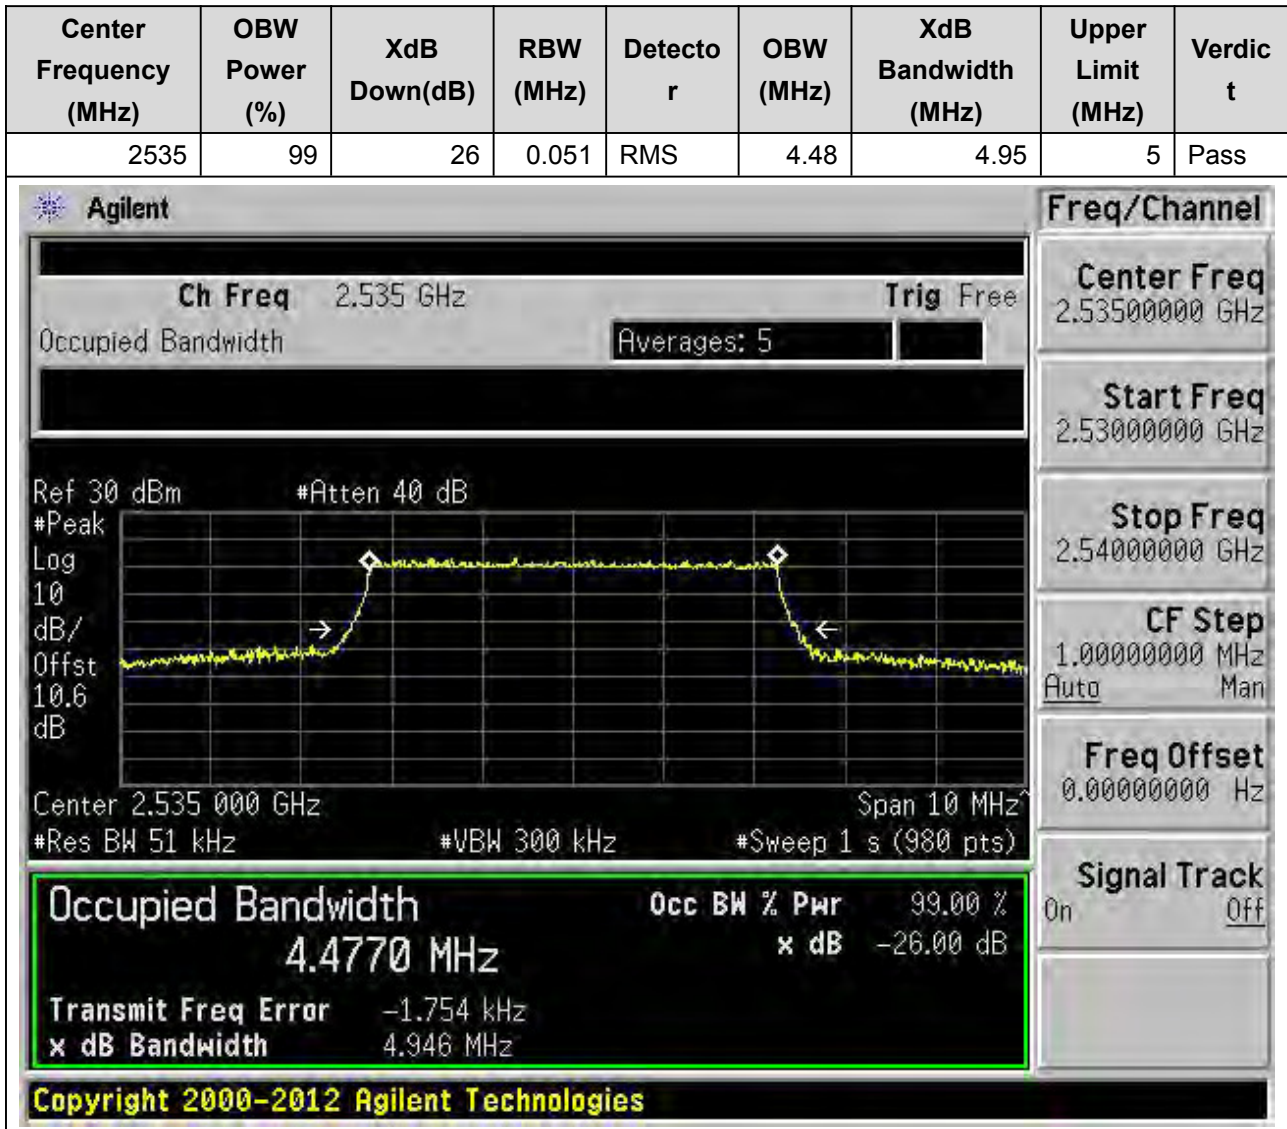 Center Frequency (MHz) OBW Power (%) XdB Down(dB) RBW (MHz) Detecto r OBW (MHz) XdB Bandwidth (MHz) Upper Limit (MHz) Verdic t
2535 99 26 0.051 RMS 4.48 4.95 5 Pass
Agilent
Ch Freq 2.535 GHz Trig Free
Occupied Bandwidth Averages: 5
Ref 30 dBm #Atten 40 dB
#Peak
Log
10
dB/
Offst
10.6
dB
Center 2.535 000 GHz Span 10 MHz^
#Res BW 51 kHz #VBW 300 kHz #Sweep 1 s (980 pts)
Occupied Bandwidth Occ BW % Pwr 99.00 %
4.4770 MHz x dB -26.00 dB
Transmit Freq Error -1.754 kHz
x dB Bandwidth 4.946 MHz
Copyright 2000-2012 Agilent Technologies
Freq/Channel
Center Freq
2.53500000 GHz
Start Freq
2.53000000 GHz
Stop Freq
2.54000000 GHz
CF Step
1.00000000 MHz
Auto Man
Freq Offset
0.00000000 Hz
Signal Track
On Off